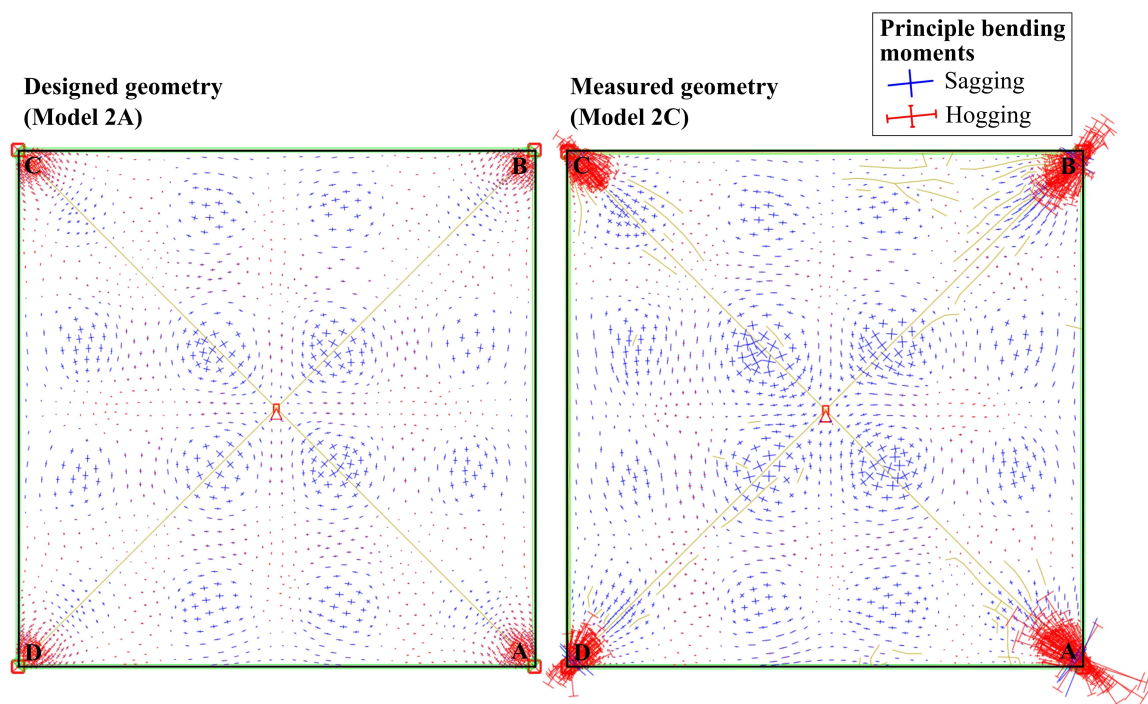 Principle bending
moments
Sagging
Hogging
Designed geometry
(Model 2A)
Measured geometry
(Model 2C)
C
B
C
B
D
A
D
A